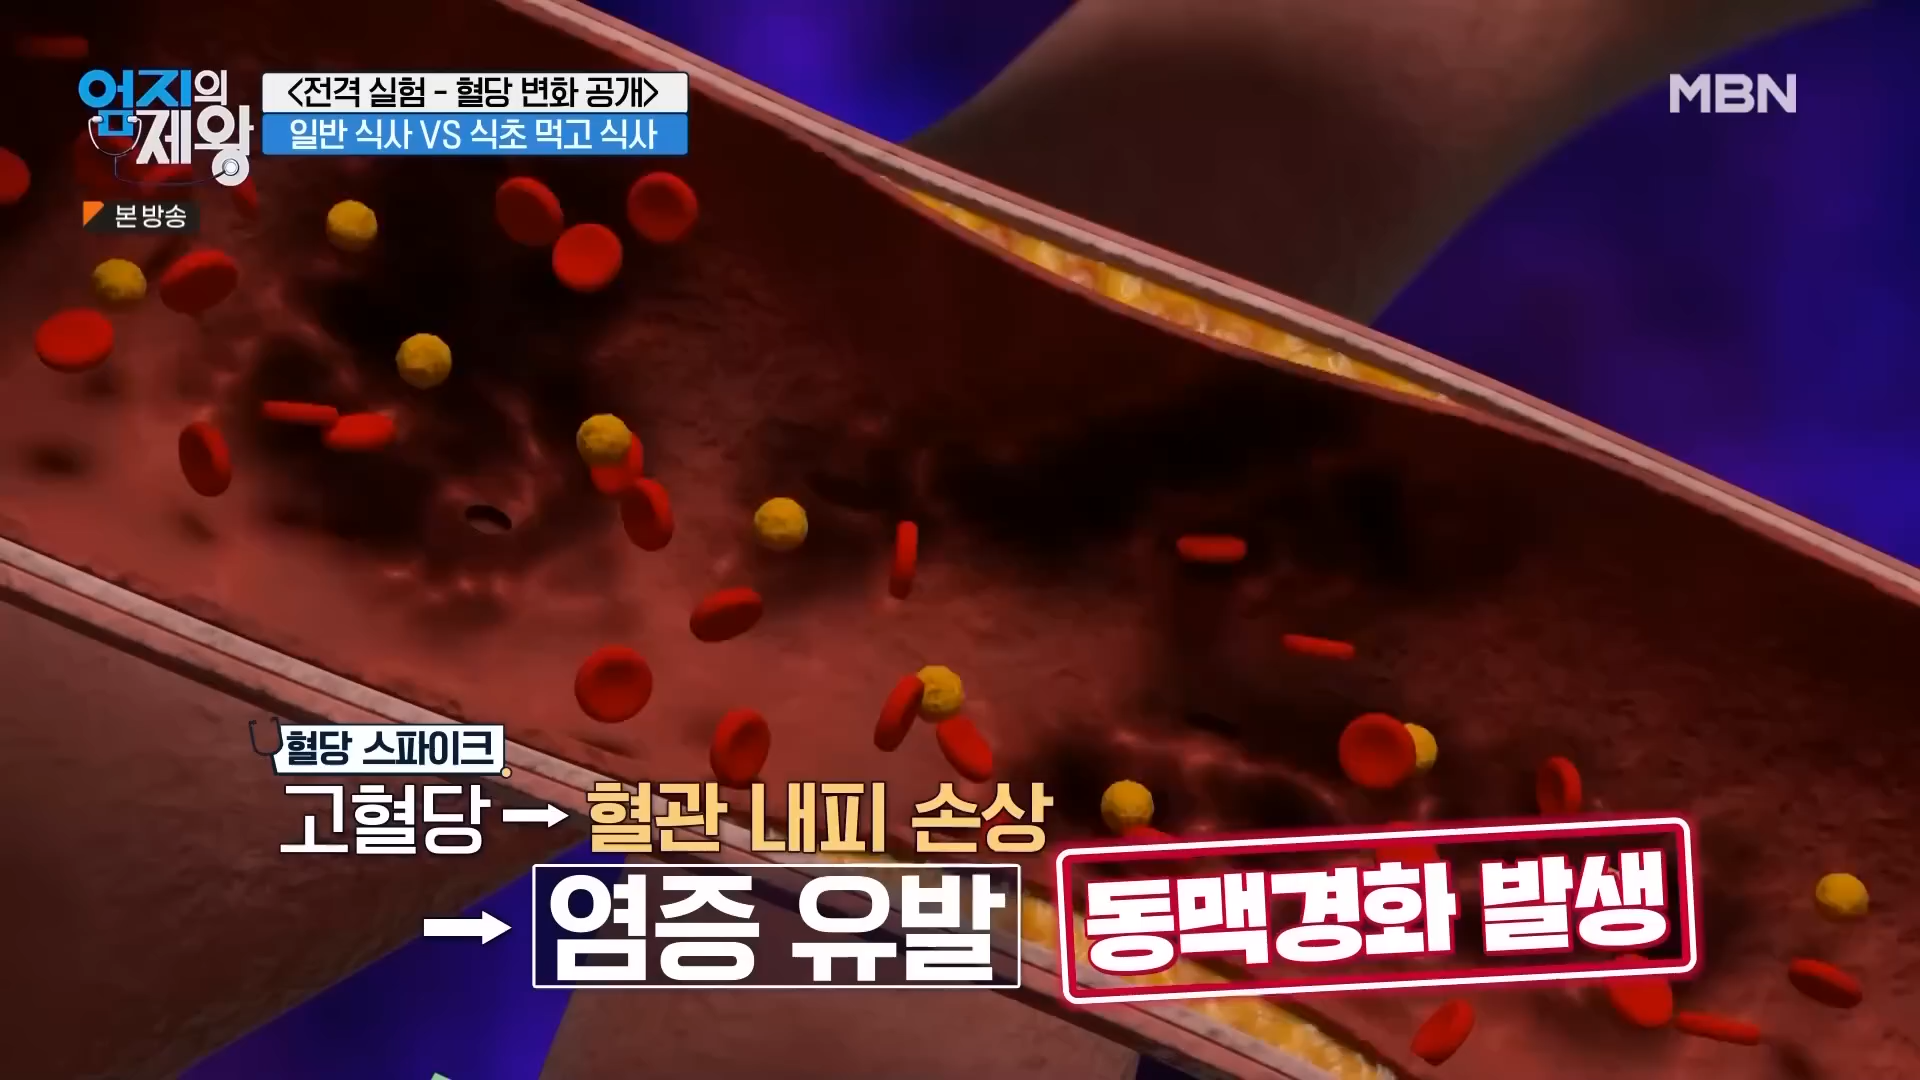 엄지의
제왕
<전격 실험 - 혈당 변화 공개>
일반 식사 VS 식초 먹고 식사
MBN
본 방송
혈당 스파이크
고혈당 → 혈관 내피 손상
→ 염증 유발
동맥경화 발생